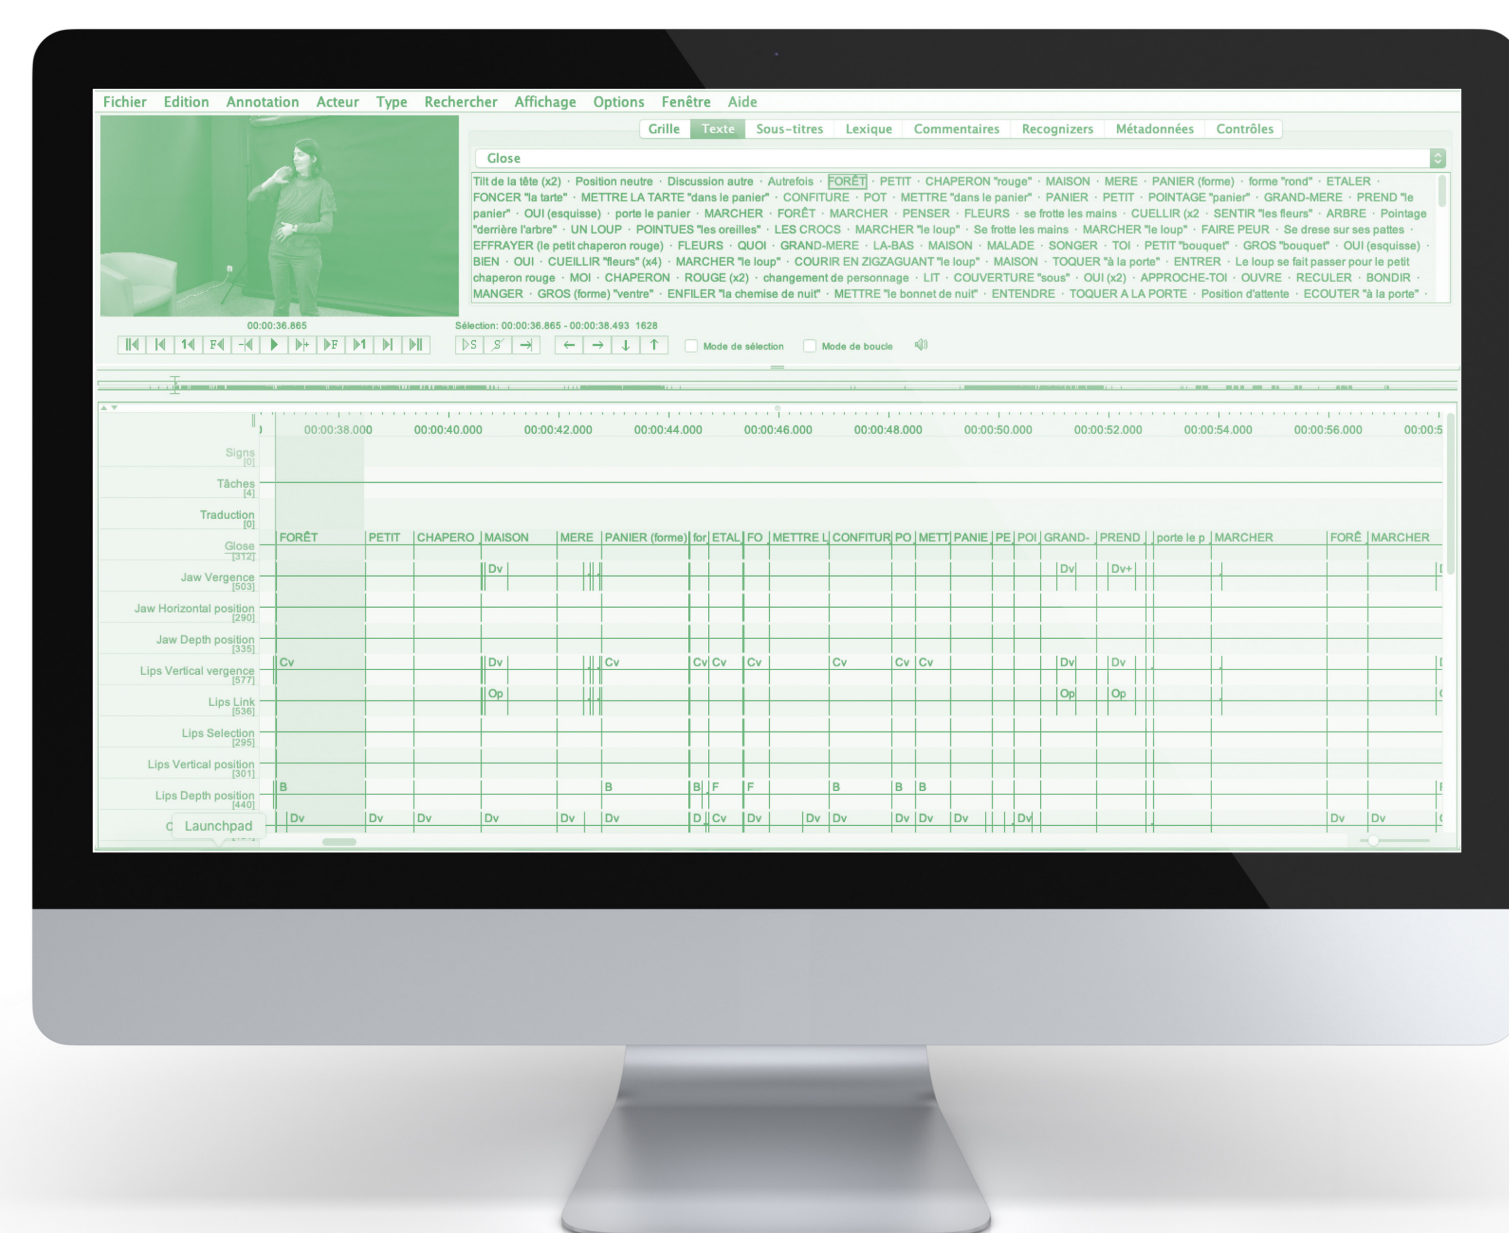 Fichier Edition Annotation Acteur Type Rechercher Affichage Options Fenêtre Aide
Grille Texte Sous-titres Lexique Commentaires Recognizers Métadonnées Contrôles
Glose
Tilt de la tête (x2) · Position neutre · Discussion autre · Autrefois · FORÊT · PETIT · CHAPERON "rouge" · MAISON · MERE · PANIER (forme) · forme "rond" · ETALER ·
FONCER "la tarte" · METTRE LA TARTE "dans le panier" · CONFITURE · POT · METTRE "dans le panier" · PANIER · PETIT · POINTAGE "panier" · GRAND-MERE · PREND "le
panier" · OUI (esquisse) · porte le panier · MARCHER · FORÊT · MARCHER · PENSER · FLEURS · se frotte les mains · CUELLIR (x2 · SENTIR "les fleurs" · ARBRE · Pointage
"derrière l'arbre" · UN LOUP · POINTUES "les oreilles" · LES CROCS · MARCHER "le loup" · Se frotte les mains · MARCHER "le loup" · FAIRE PEUR · Se drese sur ses pattes ·
EFFRAYER (le petit chaperon rouge) · FLEURS · QUOI · GRAND-MERE · LA-BAS · MAISON · MALADE · SONGER · TOI · PETIT "bouquet" · GROS "bouquet" · OUI (esquisse) ·
BIEN · OUI · CUEILLIR "fleurs" (x4) · MARCHER "le loup" · COURIR EN ZIGZAGUANT "le loup" · MAISON · TOQUER "à la porte" · ENTRER · Le loup se fait passer pour le petit
chaperon rouge · MOI · CHAPERON · ROUGE (x2) · changement de personnage · LIT · COUVERTURE "sous" · OUI (x2) · APPROCHE-TOI · OUVRE · RECULER · BONDIR ·
MANGER · GROS (forme) "ventre" · ENFILER "la chemise de nuit" · METTRE "le bonnet de nuit" · ENTENDRE · TOQUER A LA PORTE · Position d'attente · ECOUTER "à la porte" ·
00:00:36.865 Sélection: 00:00:36.865 - 00:00:38.493 1628
1 F - + F 1 S S Mode de sélection Mode de boucle
00:00:38.000 00:00:40.000 00:00:42.000 00:00:44.000 00:00:46.000 00:00:48.000 00:00:50.000 00:00:52.000 00:00:54.000 00:00:56.000 00:00:5
Signs
[0]
Tâches
[4]
Traduction
[0]
Glose FORÊT PETIT CHAPERO MAISON MERE PANIER (forme) for ETAL FO METTRE L CONFITUR PO METT PANIE PE POI GRAND- PREND porte le p MARCHER FORÊ MARCHER
[312]
Jaw Vergence Dv Dv Dv+
[503]
Jaw Horizontal position
[290]
Jaw Depth position
[335]
Lips Vertical vergence Cv Dv Cv Cv Cv Cv Cv Cv Cv Dv Dv
[577]
Lips Link Op Op Op
[536]
Lips Selection
[295]
Lips Vertical position
[301]
Lips Depth position B B B F F B B B
[440]
Launchpad Dv Dv Dv Dv Dv Dv D Cv Dv Dv Dv Dv Dv Dv Dv Dv Dv